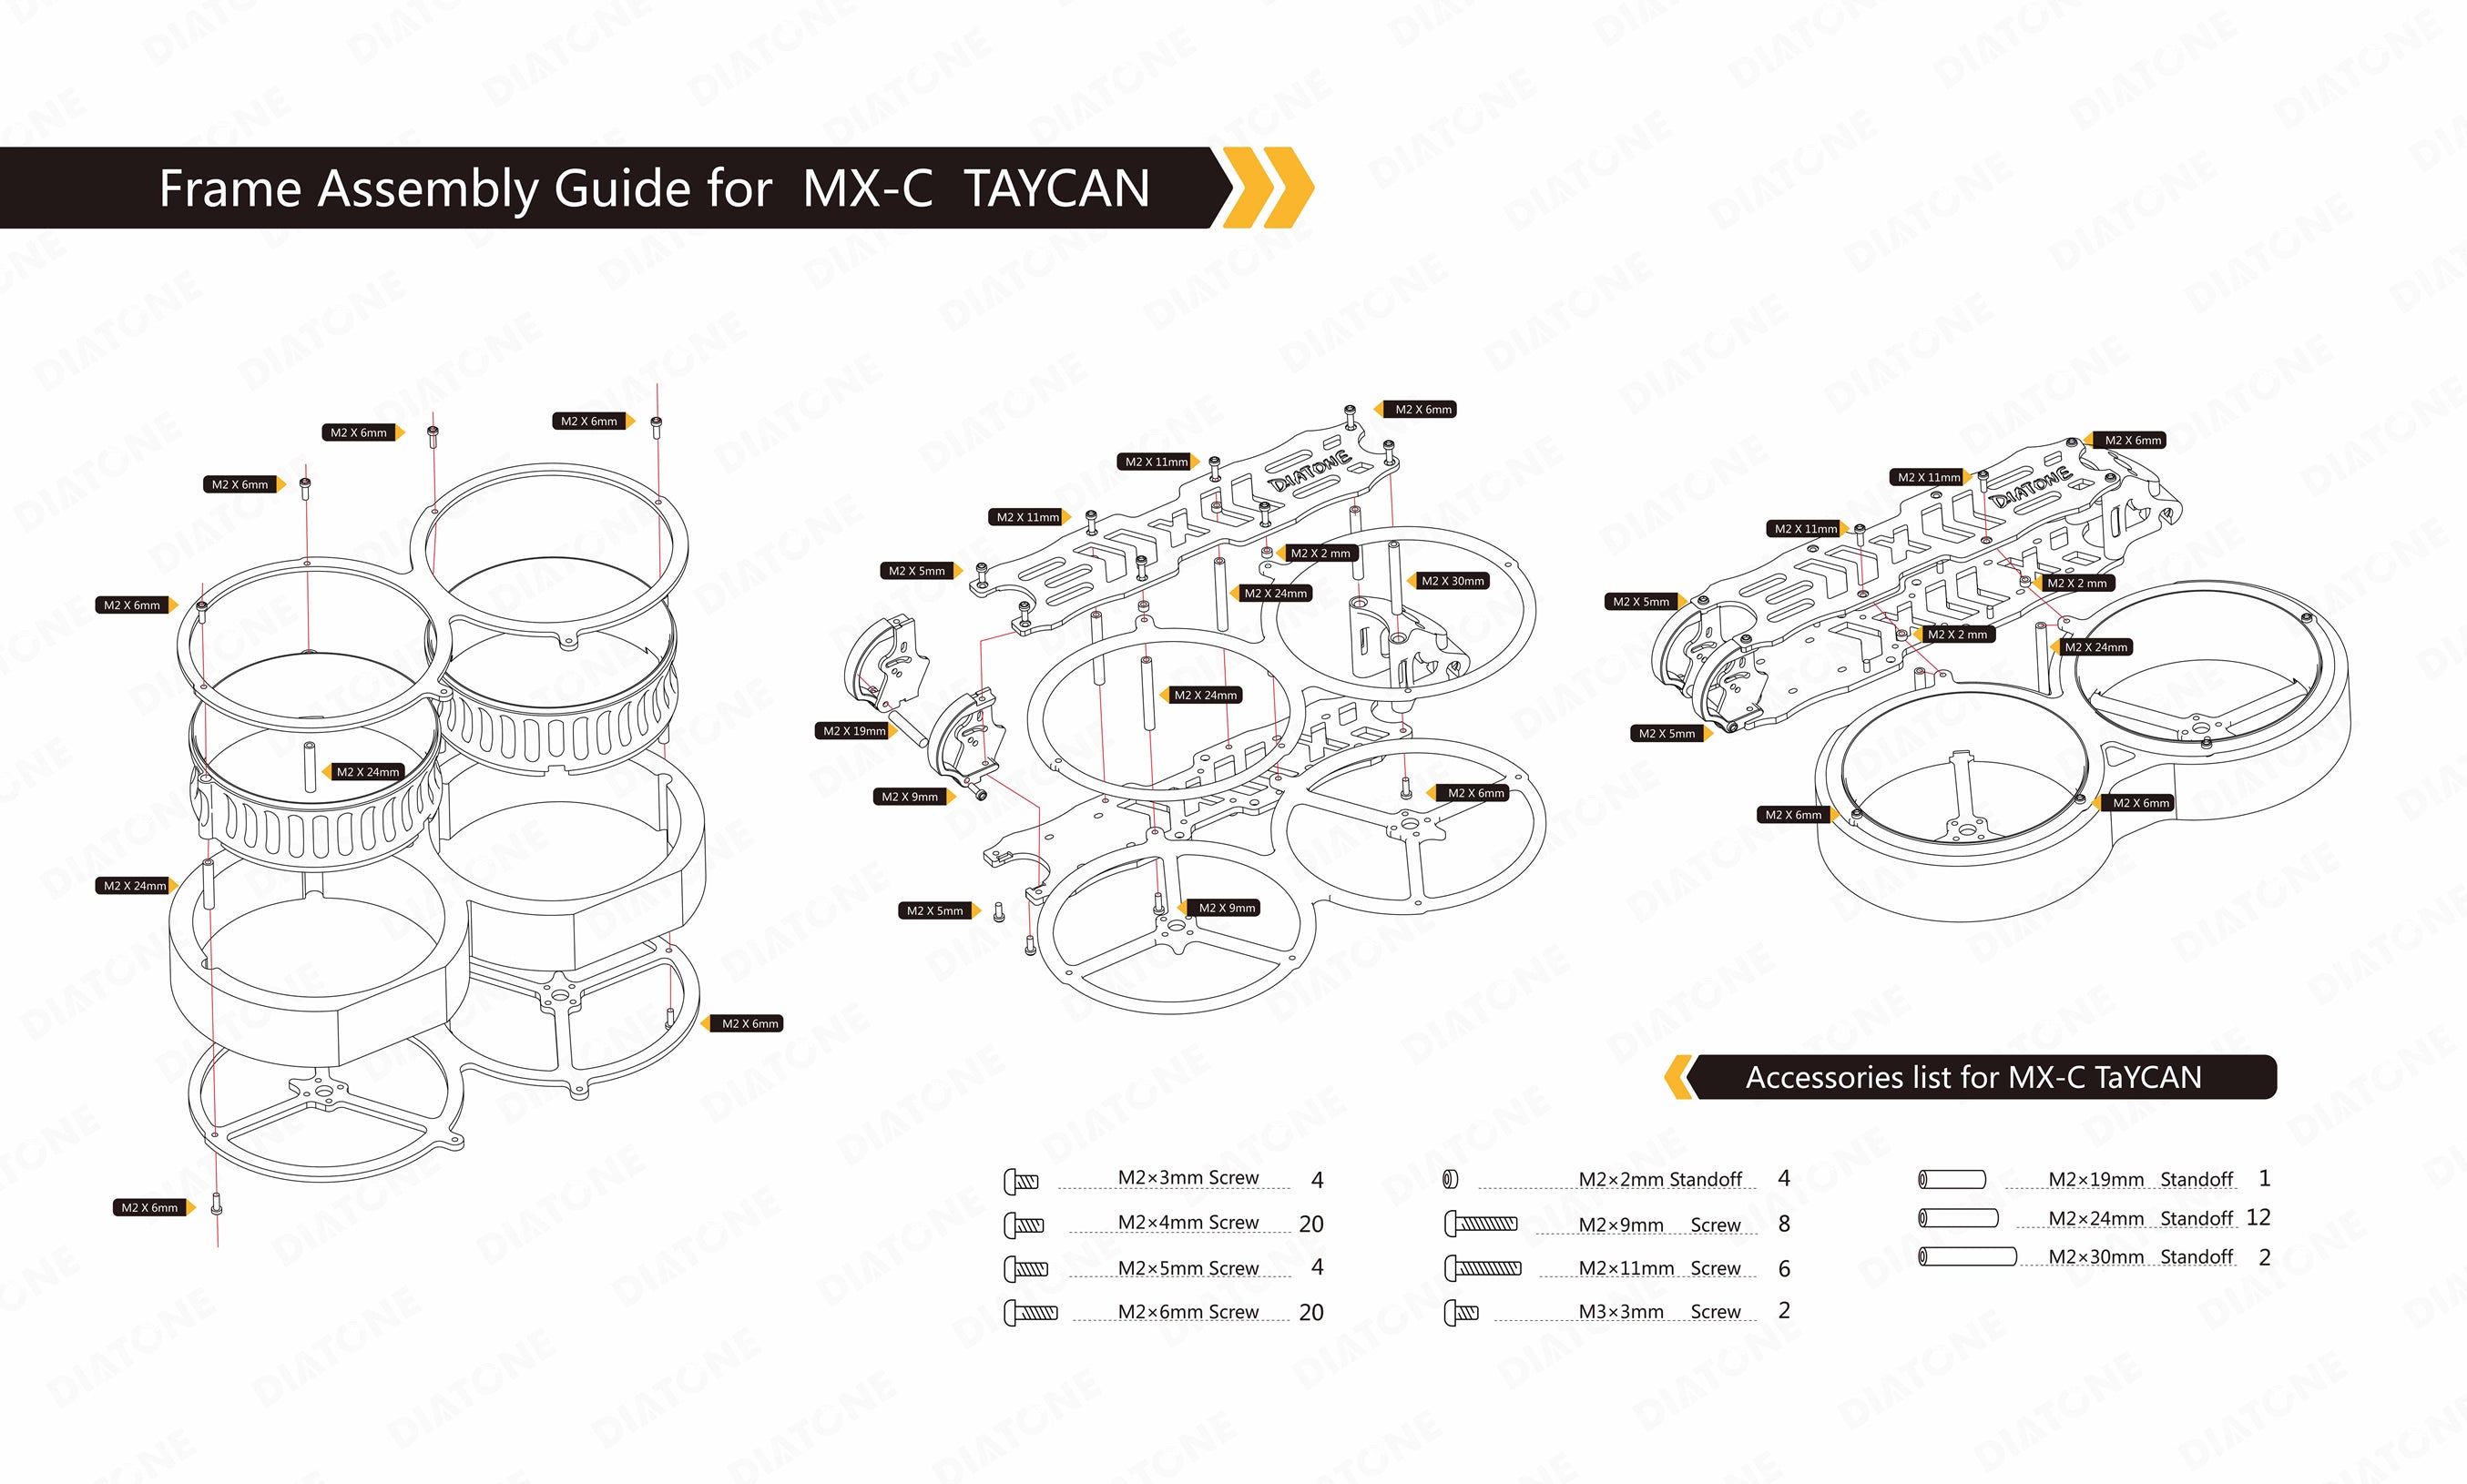 Frame Assembly Guide for MX-C TAYCAN
M2 X 6mm
M2 X 6mm
M2 X 6mm
M2 X 6mm
M2 X 24mm
M2 X 24mm
M2 X 6mm
M2 X 6mm
M2 X 6mm
M2 X 11mm
M2 X 11mm
M2 X 5mm
DIATONE
M2 X 2 mm
M2 X 30mm
M2 X 24mm
M2 X 24mm
M2 X 19mm
M2 X 9mm
M2 X 6mm
M2 X 5mm
M2 X 9mm
M2 X 6mm
M2 X 11mm
DIATONE
M2 X 11mm
M2 X 2 mm
M2 X 5mm
M2 X 2 mm
M2 X 24mm
M2 X 5mm
M2 X 6mm
M2 X 6mm
Accessories list for MX-C TaYCAN
M2×3mm Screw 4
M2×4mm Screw 20
M2×5mm Screw 4
M2×6mm Screw 20
M2×2mm Standoff 4
M2×9mm Screw 8
M2×11mm Screw 6
M3×3mm Screw 2
M2×19mm Standoff 1
M2×24mm Standoff 12
M2×30mm Standoff 2